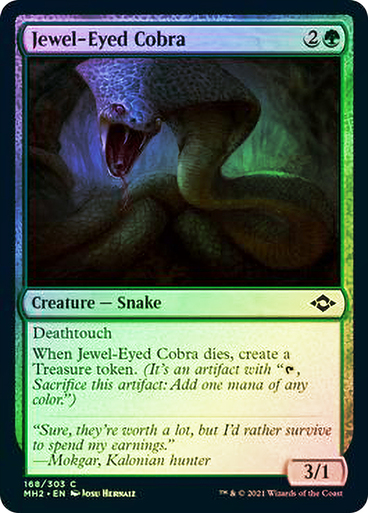 Jewel-Eyed Cobra 2
Creature — Snake
Deathtouch
When Jewel-Eyed Cobra dies, create a
Treasure token. (It's an artifact with “
, Sacrifice this artifact: Add one mana of any
color.”)
“Sure, they're worth a lot, but I'd rather survive
to spend my earnings.”
—Mokgar, Kalonian hunter
3/1
168/303 C
MH2 • EN Josu Hernaiz
™ & © 2021 Wizards of the Coast